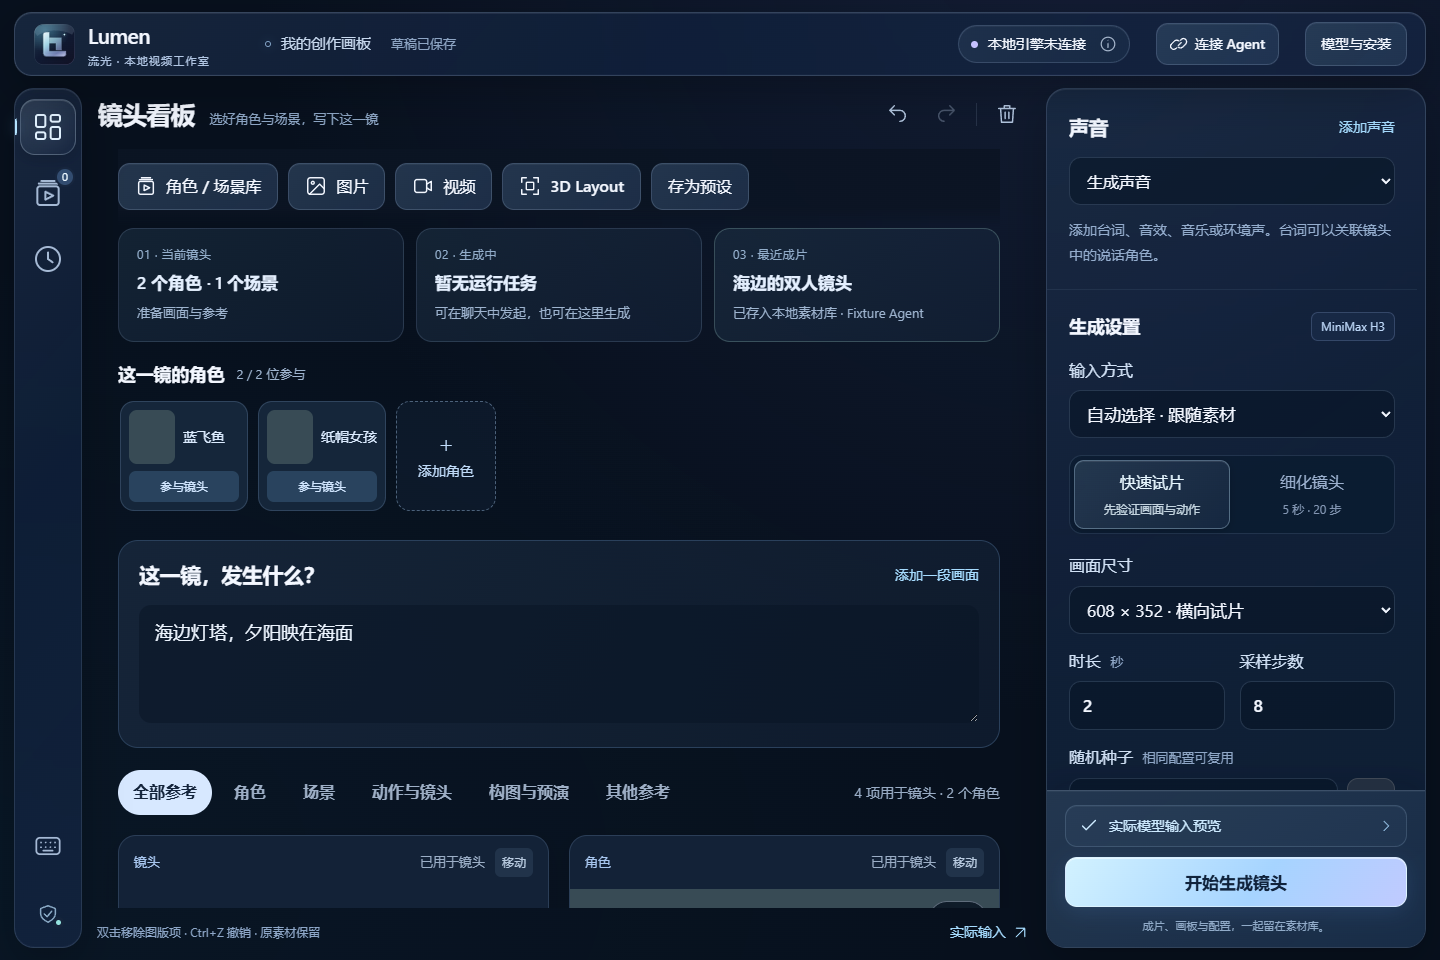 Lumen
流光 · 本地视频工作室
我的创作画板
草稿已保存
本地引擎未连接
连接 Agent
模型与安装
0
镜头看板
选好角色与场景，写下这一镜
角色 / 场景库
图片
视频
3D Layout
存为预设
01 · 当前镜头
2 个角色 · 1 个场景
准备画面与参考
02 · 生成中
暂无运行任务
可在聊天中发起，也可在这里生成
03 · 最近成片
海边的双人镜头
已存入本地素材库 · Fixture Agent
这一镜的角色
2 / 2 位参与
蓝飞鱼
参与镜头
纸帽女孩
参与镜头
+
添加角色
这一镜，发生什么？
添加一段画面
海边灯塔，夕阳映在海面
全部参考
角色
场景
动作与镜头
构图与预演
其他参考
4 项用于镜头 · 2 个角色
镜头
已用于镜头
移动
角色
已用于镜头
移动
双击移除图版项 · Ctrl+Z 撤销 · 原素材保留
实际输入
声音
添加声音
生成声音
添加台词、音效、音乐或环境声。台词可以关联镜头
中的说话角色。
生成设置
MiniMax H3
输入方式
自动选择 · 跟随素材
快速试片
先验证画面与动作
细化镜头
5 秒 · 20 步
画面尺寸
608 × 352 · 横向试片
时长 秒
采样步数
2
8
随机种子 相同配置可复用
实际模型输入预览
开始生成镜头
成片、画板与配置，一起留在素材库。